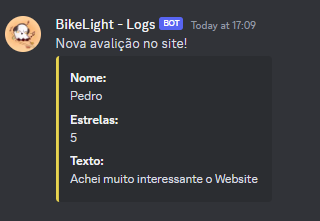 BikeLight - Logs BOT Today at 17:09
Nova avalição no site!
Nome:
Pedro
Estrelas:
5
Texto:
Achei muito interessante o Website